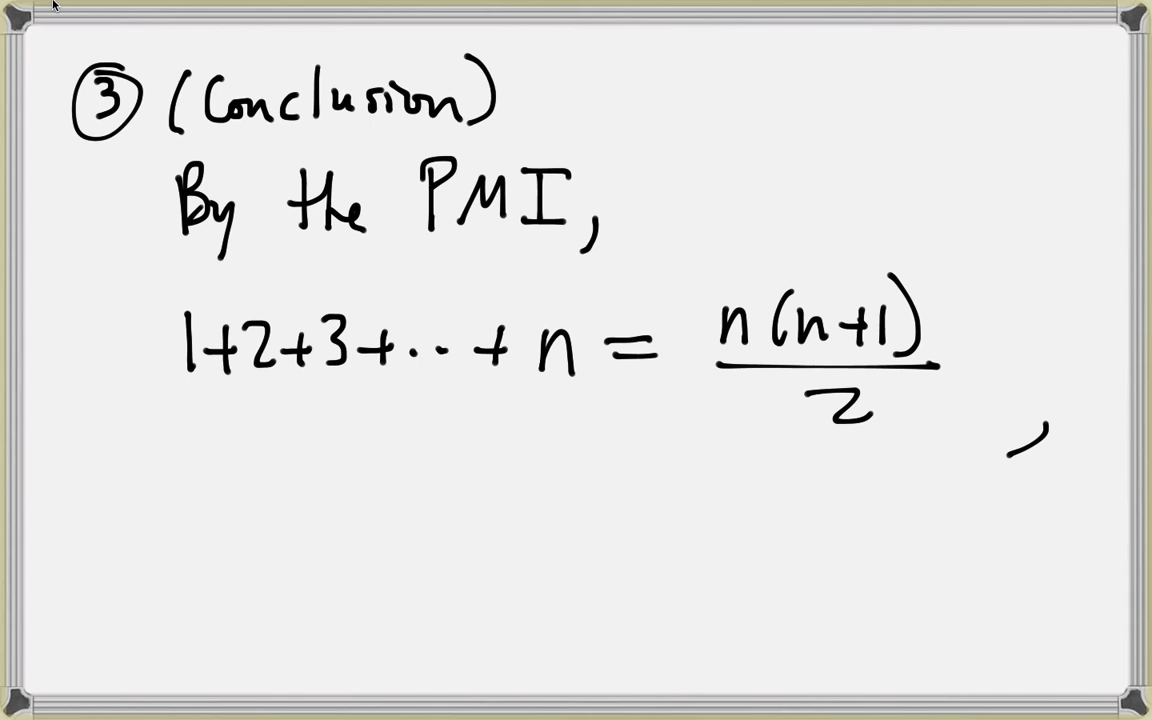 ③ (Conclusion)
By the PMI,
1+2+3+...+ n = n(n+1)/2 ,